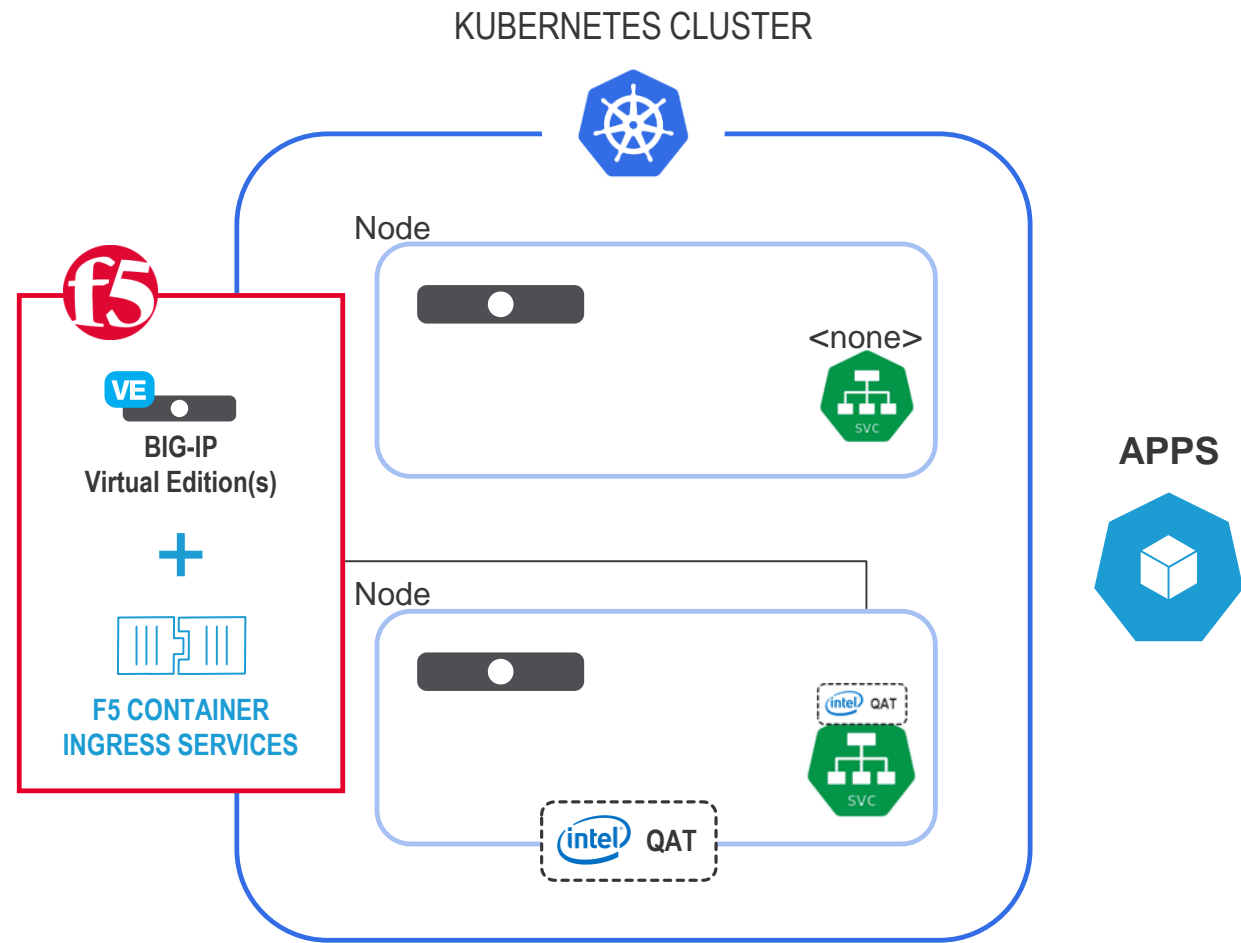 KUBERNETES CLUSTER
Node
<none>
SVC
f5
VE
BIG-IP
Virtual Edition(s)
+
F5 CONTAINER
INGRESS SERVICES
APPS
Node
intel QAT
SVC
intel QAT